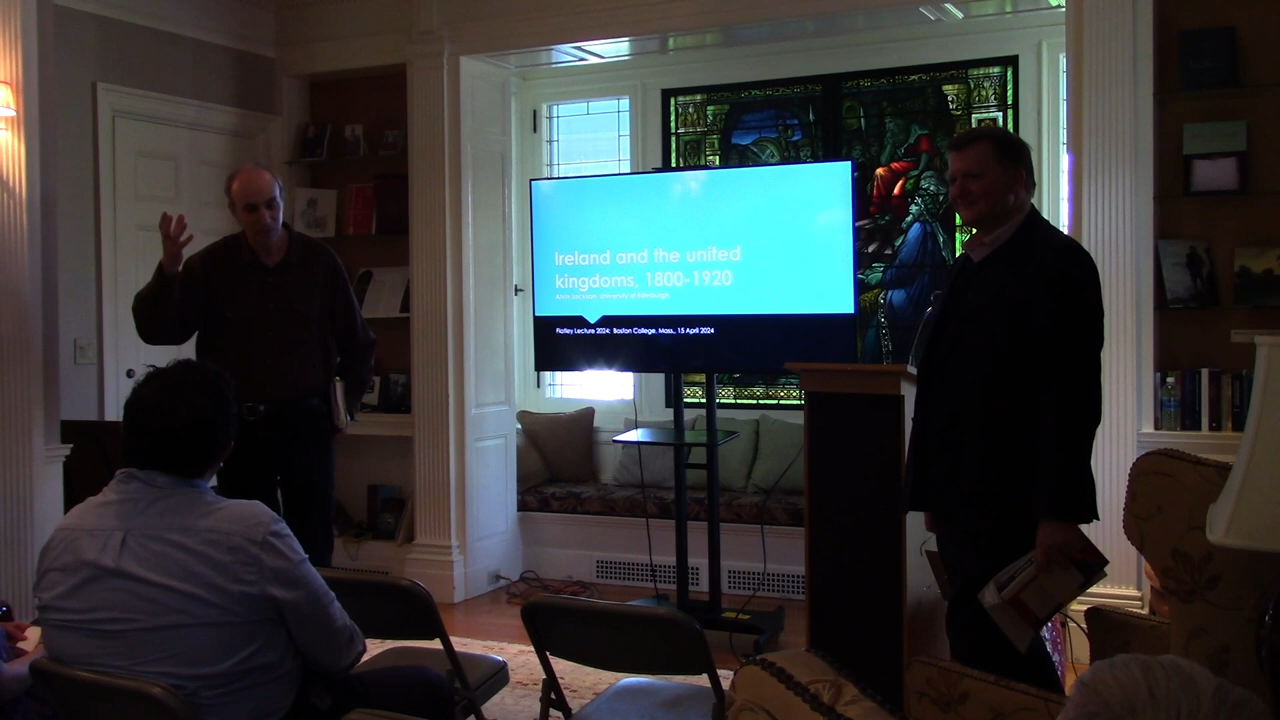 Ireland and the united
kingdoms, 1800-1920
Alvin Jackson, University of Edinburgh
Flatley Lecture 2024: Boston College, Mass., 15 April 2024